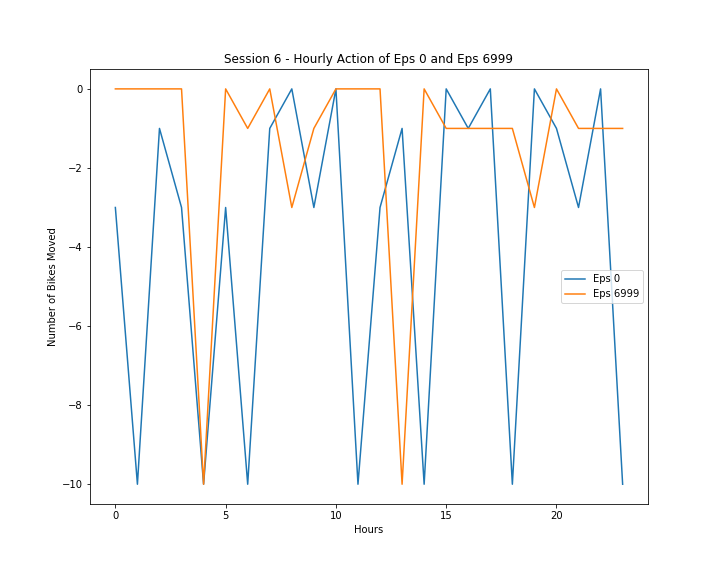 Session 6 - Hourly Action of Eps 0 and Eps 6999
Number of Bikes Moved
0
−2
−4
−6
−8
−10
Eps 0
Eps 6999
0
5
10
15
20
Hours